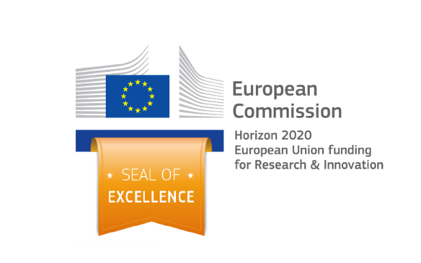 European
Commission
Horizon 2020
European Union funding
for Research & Innovation
SEAL OF
EXCELLENCE